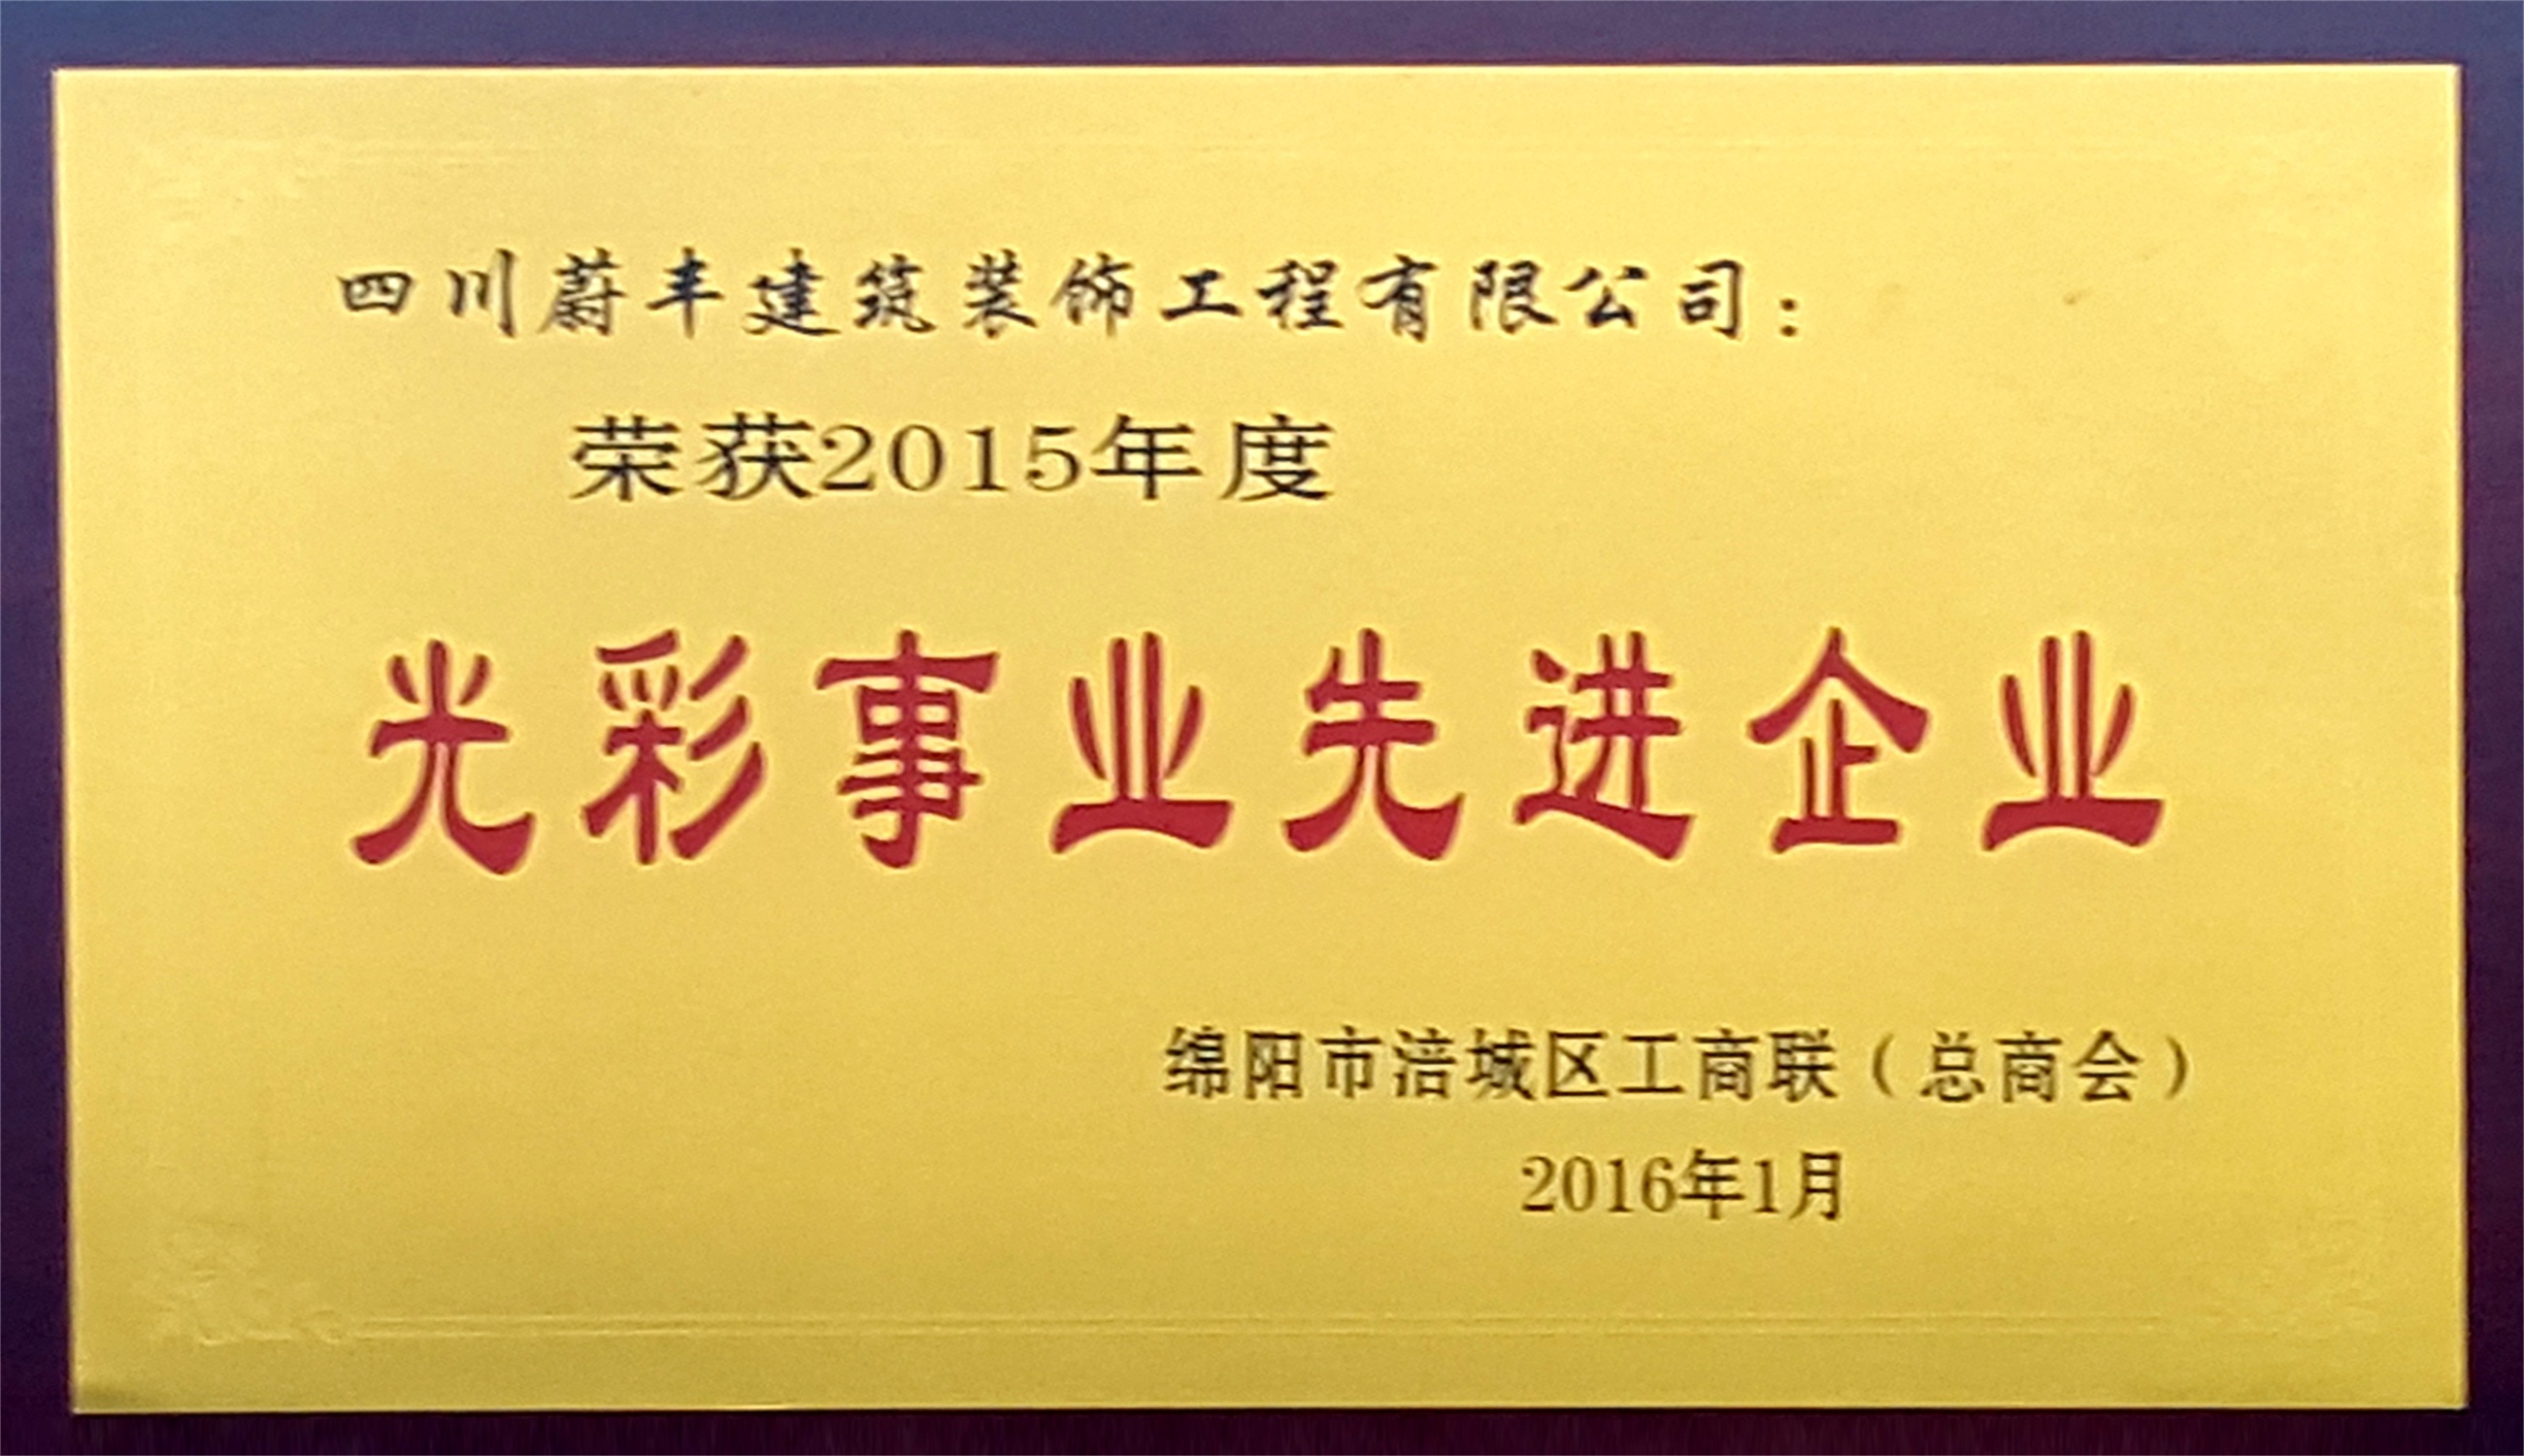 四川蔚丰建筑装饰工程有限公司：
荣获2015年度
光彩事业先进企业
绵阳市涪城区工商联（总商会）
2016年1月